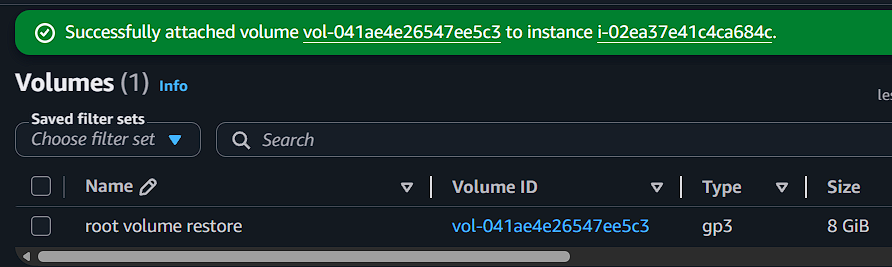 Successfully attached volume vol-041ae4e26547ee5c3 to instance i-02ea37e41c4ca684c.
Volumes (1) Info
Saved filter sets
Choose filter set
Search
Name Volume ID Type Size
root volume restore vol-041ae4e26547ee5c3 gp3 8 GiB